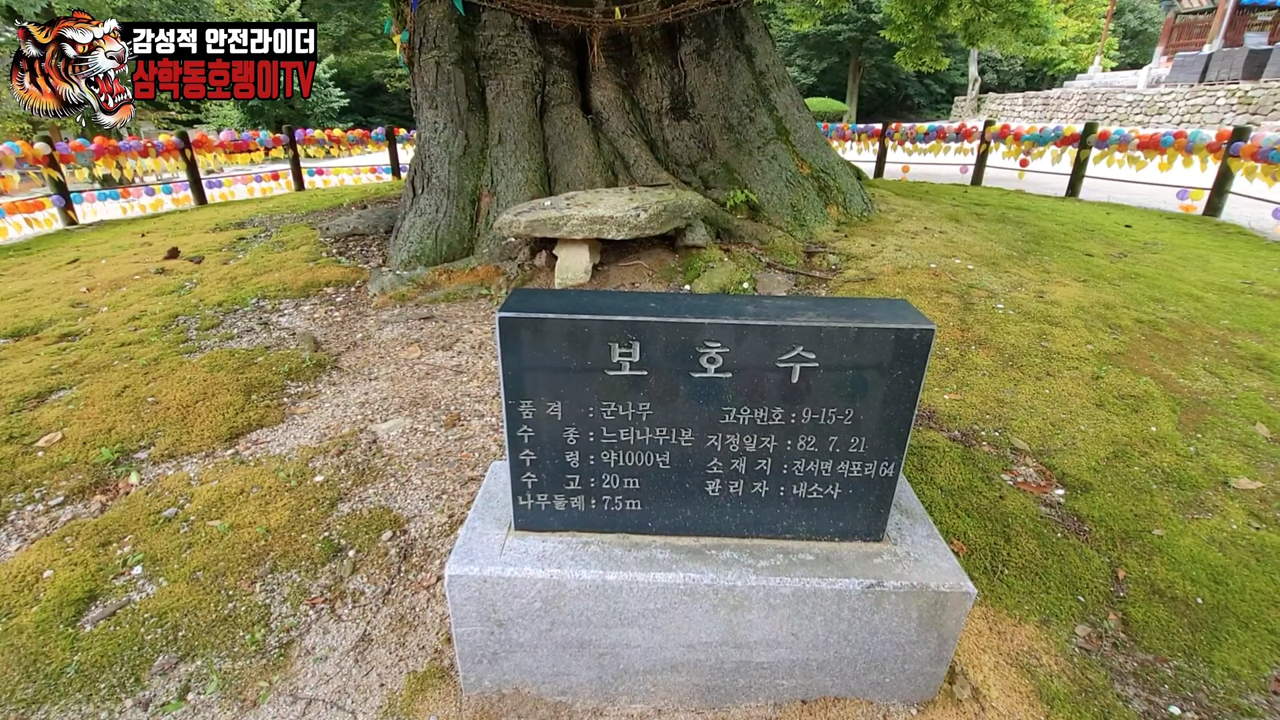 감성적 안전라이더
삼학동호랭이TV
보호수
품격 : 군나무
수종 : 느티나무1본
수령 : 약1000년
수고 : 20m
나무둘레 : 7.5m
고유번호 : 9-15-2
지정일자 : 82. 7. 21
소재지 : 진서면 석포리 64
관리자 : 내소사